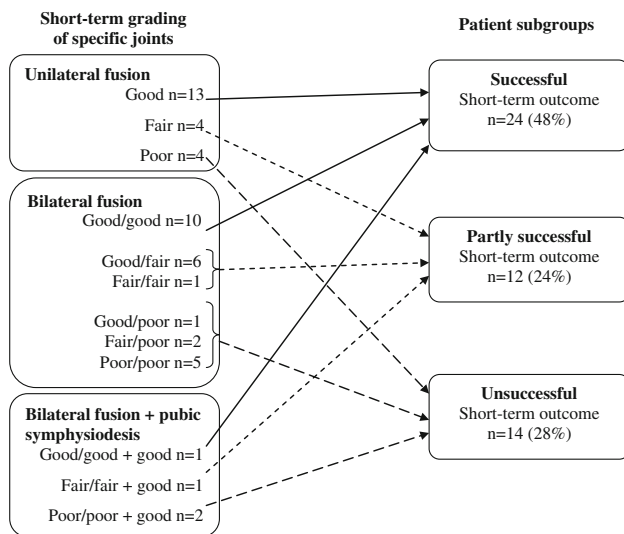 Short-term grading
of specific joints
Unilateral fusion
Good n=13
Fair n=4
Poor n=4
Bilateral fusion
Good/good n=10
Good/fair n=6
Fair/fair n=1
Good/poor n=1
Fair/poor n=2
Poor/poor n=5
Bilateral fusion + pubic
symphysiodesis
Good/good + good n=1
Fair/fair + good n=1
Poor/poor + good n=2
Patient subgroups
Successful
Short-term outcome
n=24 (48%)
Partly successful
Short-term outcome
n=12 (24%)
Unsuccessful
Short-term outcome
n=14 (28%)